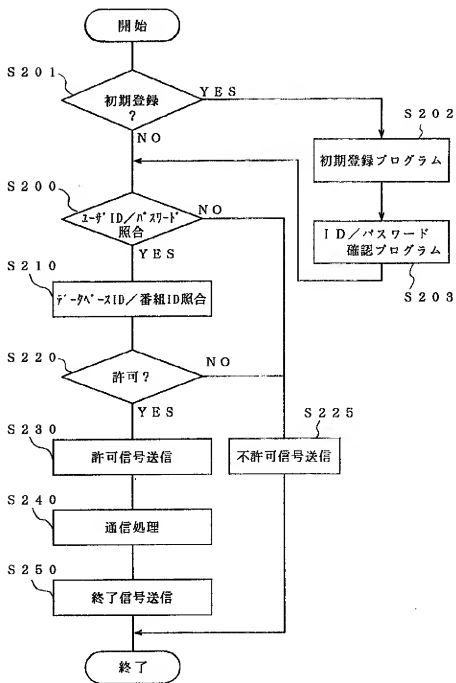 開始
S201
初期登録
?
YES
NO
S202
初期登録プログラム
ID/パスワード
確認プログラム
S203
S200
ユーザID/パスワード
照合
NO
YES
S210
データベースID/番組ID照合
S220
許可?
NO
YES
S230
許可信号送信
S225
不許可信号送信
S240
通信処理
S250
終了信号送信
終了